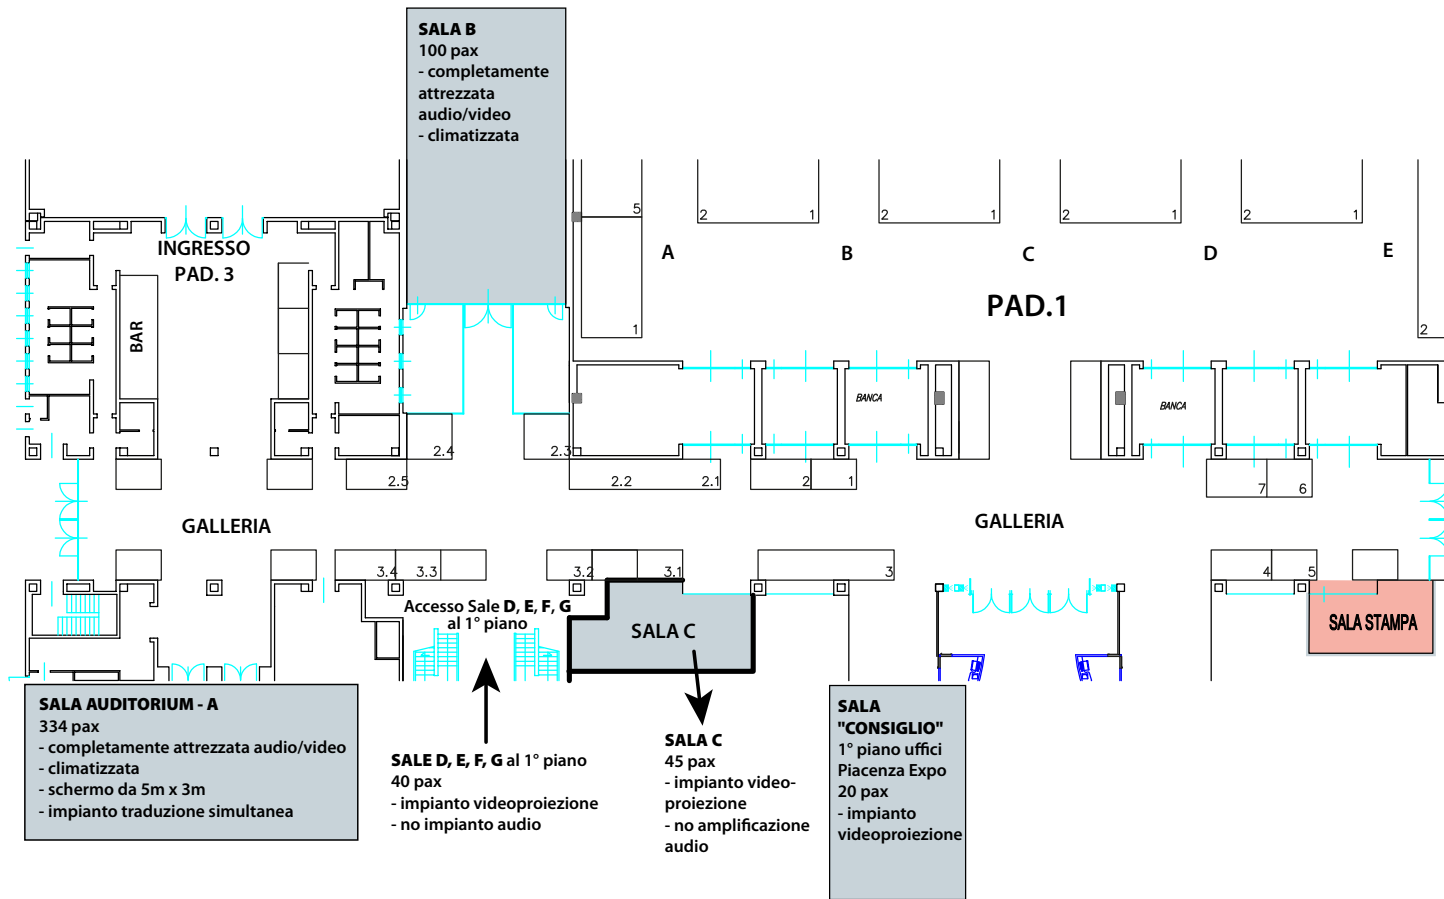 SALA B
100 pax
- completamente
attrezzata
audio/video
- climatizzata
5
2
1
2
1
2
1
2
1
INGRESSO
PAD. 3
A
B
C
D
E
PAD.1
BAR
1
2
BANCA
BANCA
2.4
2.3
2.5
2.2
2.1
2
1
7
6
GALLERIA
GALLERIA
3.4
3.3
3.2
3.1
3
4
5
Accesso Sale D, E, F, G
al 1° piano
SALA C
SALA STAMPA
SALA AUDITORIUM - A
334 pax
- completamente attrezzata audio/video
- climatizzata
- schermo da 5m x 3m
- impianto traduzione simultanea
SALE D, E, F, G al 1° piano
40 pax
- impianto videoproiezione
- no impianto audio
SALA C
45 pax
- impianto video-
proiezione
- no amplificazione
audio
SALA
"CONSIGLIO"
1° piano uffici
Piacenza Expo
20 pax
- impianto
videoproiezione